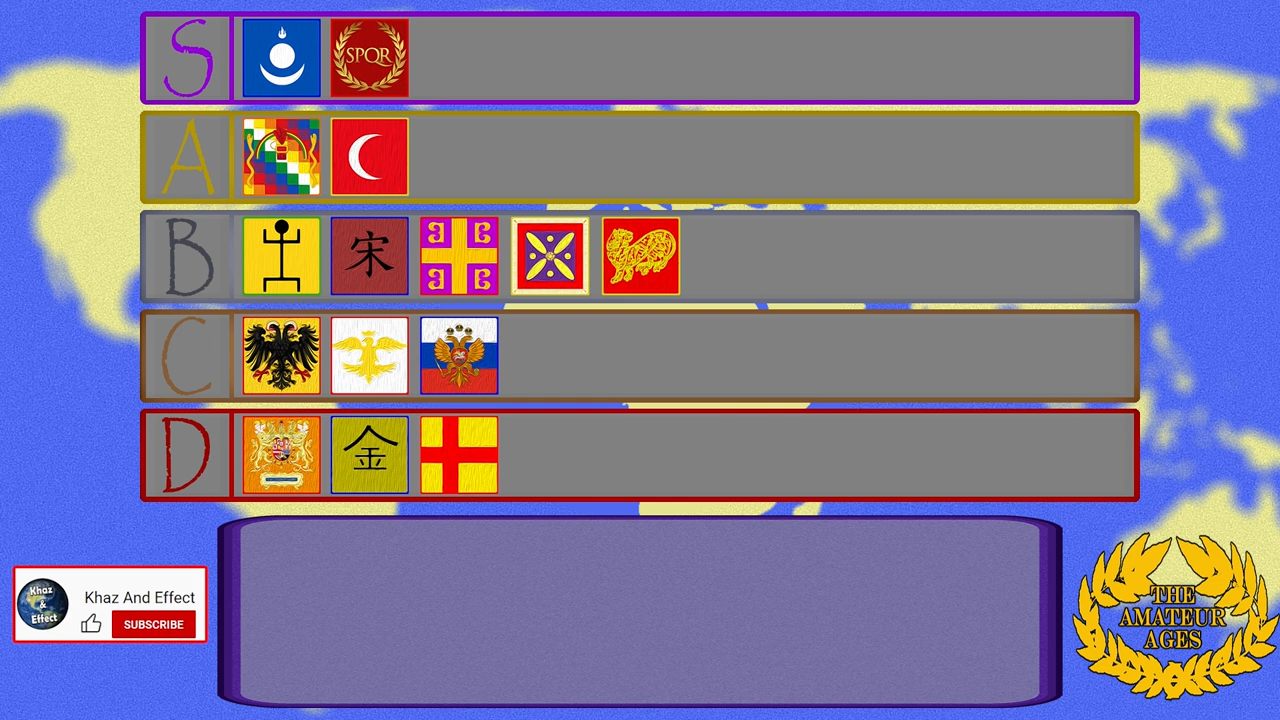 S
SPQR
A
B
宋
C
D
金
Khaz
&
Effect
Khaz And Effect
SUBSCRIBE
THE
AMATEUR
AGES